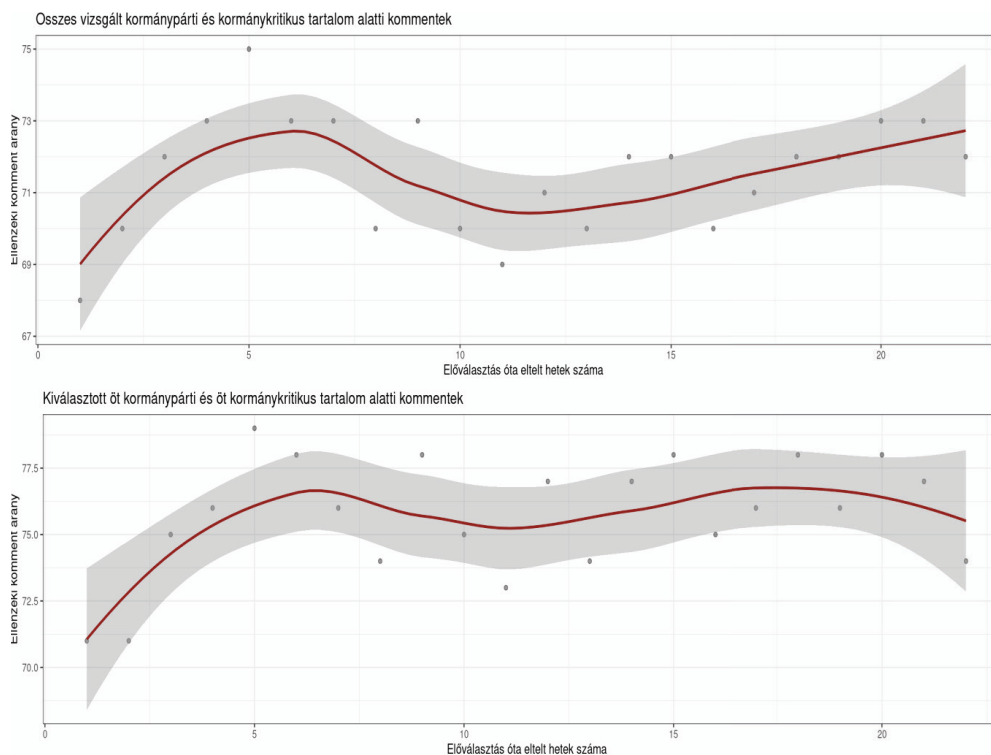 Összes vizsgált kormánypárti és kormánykritikus tartalom alatti kommentek
Ellenzéki komment arány
75
73
71
69
67
0 5 10 15 20
Előválasztás óta eltelt hetek száma
Kiválasztott öt kormánypárti és öt kormánykritikus tartalom alatti kommentek
Ellenzéki komment arány
77.5
75.0
72.5
70.0
0 5 10 15 20
Előválasztás óta eltelt hetek száma